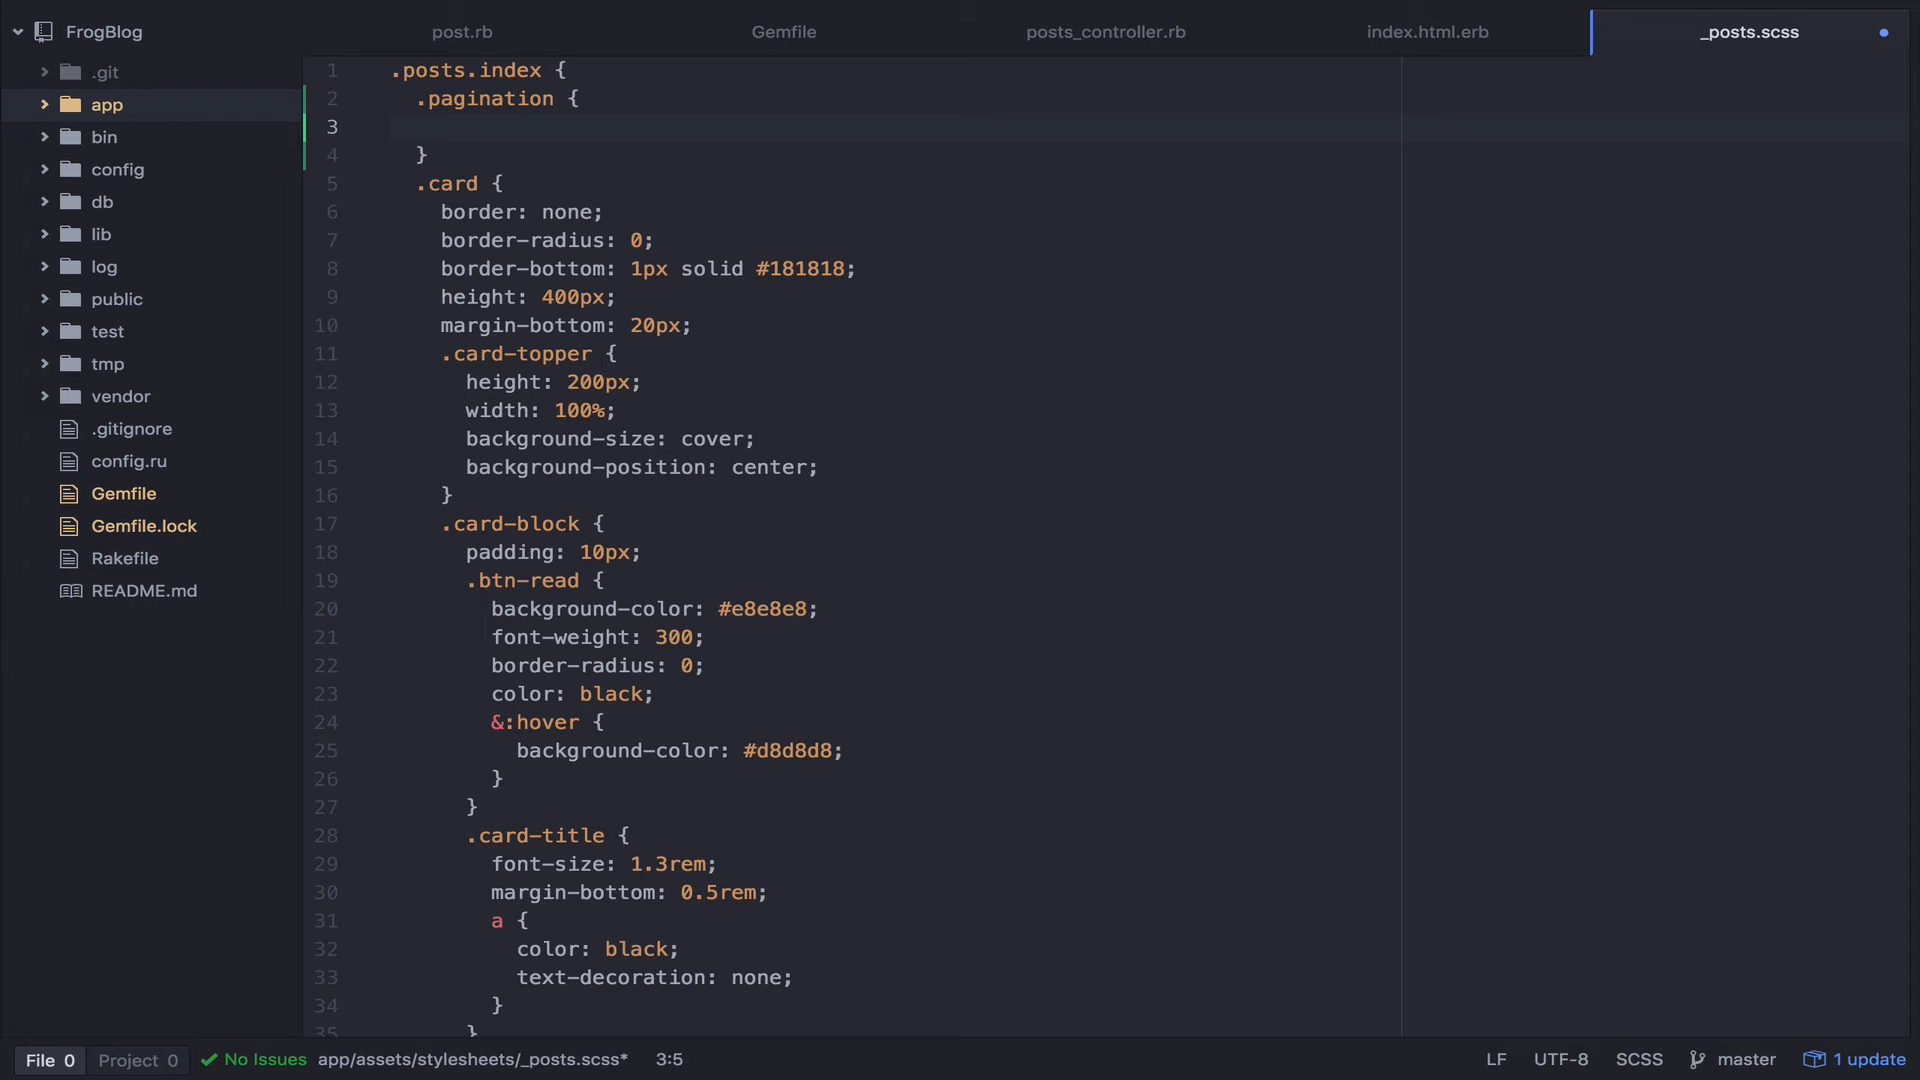 FrogBlog
.git
app
bin
config
db
lib
log
public
test
tmp
vendor
.gitignore
config.ru
Gemfile
Gemfile.lock
Rakefile
README.md
post.rb Gemfile posts_controller.rb index.html.erb _posts.scss
1 .posts.index {
2 .pagination {
3
4 }
5 .card {
6 border: none;
7 border-radius: 0;
8 border-bottom: 1px solid #181818;
9 height: 400px;
10 margin-bottom: 20px;
11 .card-topper {
12 height: 200px;
13 width: 100%;
14 background-size: cover;
15 background-position: center;
16 }
17 .card-block {
18 padding: 10px;
19 .btn-read {
20 background-color: #e8e8e8;
21 font-weight: 300;
22 border-radius: 0;
23 color: black;
24 &:hover {
25 background-color: #d8d8d8;
26 }
27 }
28 .card-title {
29 font-size: 1.3rem;
30 margin-bottom: 0.5rem;
31 a {
32 color: black;
33 text-decoration: none;
34 }
35 }
File 0 Project 0 No Issues app/assets/stylesheets/_posts.scss* 3:5 LF UTF-8 SCSS master 1 update